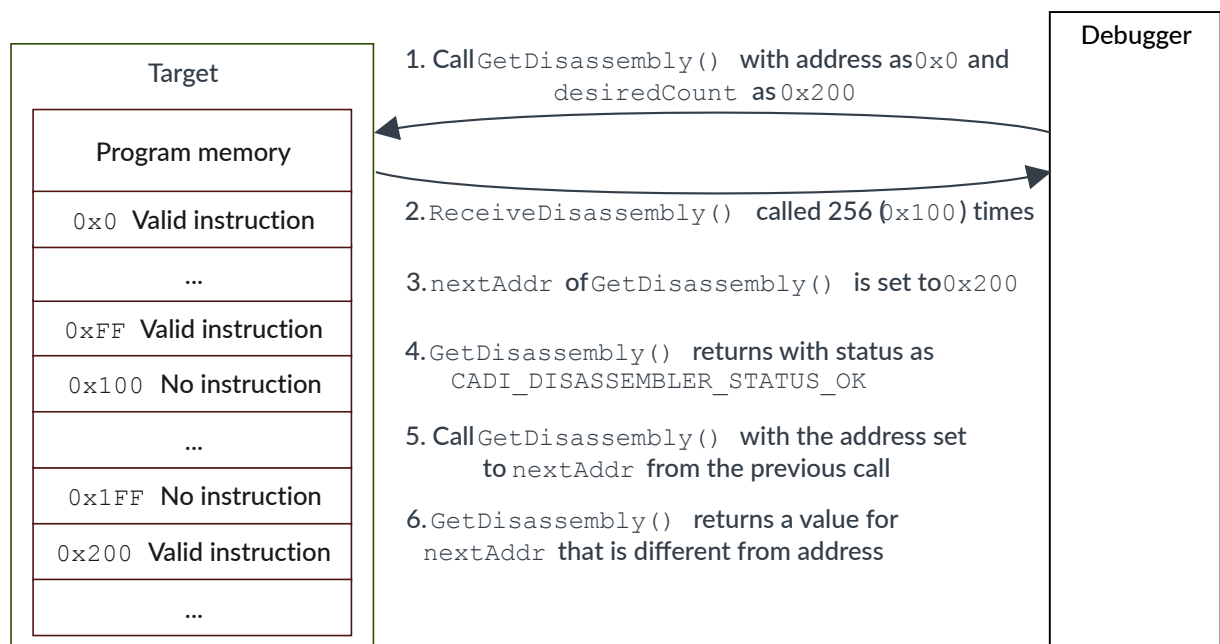 Debugger
Target
1. Call GetDisassembly() with address as 0x0 and
desiredCount as 0x200
Program memory
2. ReceiveDisassembly() called 256 (0x100) times
0x0 Valid instruction
...
3. nextAddr of GetDisassembly() is set to 0x200
0xFF Valid instruction
4. GetDisassembly() returns with status as
CADI_DISASSEMBLER_STATUS_OK
0x100 No instruction
...
5. Call GetDisassembly() with the address set
to nextAddr from the previous call
0x1FF No instruction
6. GetDisassembly() returns a value for
nextAddr that is different from address
0x200 Valid instruction
...